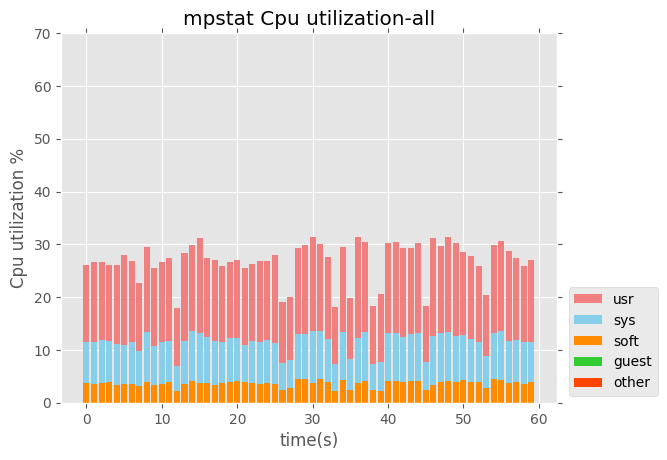 mpstat Cpu utilization-all
Cpu utilization %
70
60
50
40
30
20
10
0
0 10 20 30 40 50 60
time(s)
usr
sys
soft
guest
other